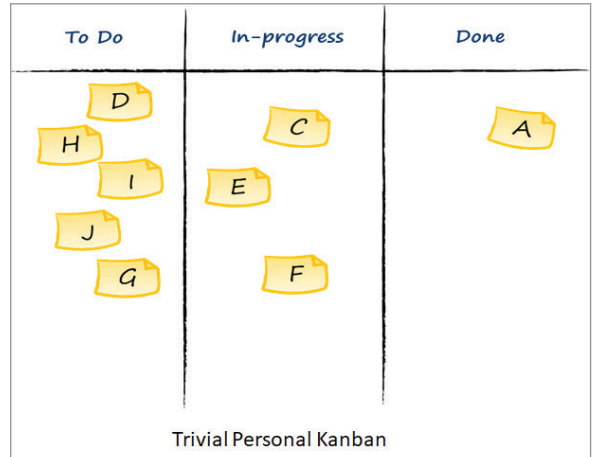 To Do
In-progress
Done
D
H
I
J
G
C
E
F
A
Trivial Personal Kanban